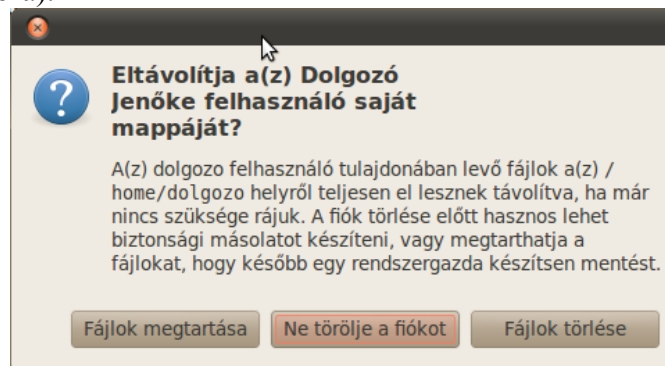 Eltávolítja a(z) Dolgozó
Jenőke felhasználó saját
mappáját?
A(z) dolgozo felhasználó tulajdonában levő fájlok a(z) /
home/dolgozo helyről teljesen el lesznek távolítva, ha már
nincs szüksége rájuk. A fiók törlése előtt hasznos lehet
biztonsági másolatot készíteni, vagy megtarthatja a
fájlokat, hogy később egy rendszergazda készítsen mentést.
Fájlok megtartása Ne törölje a fiókot Fájlok törlése